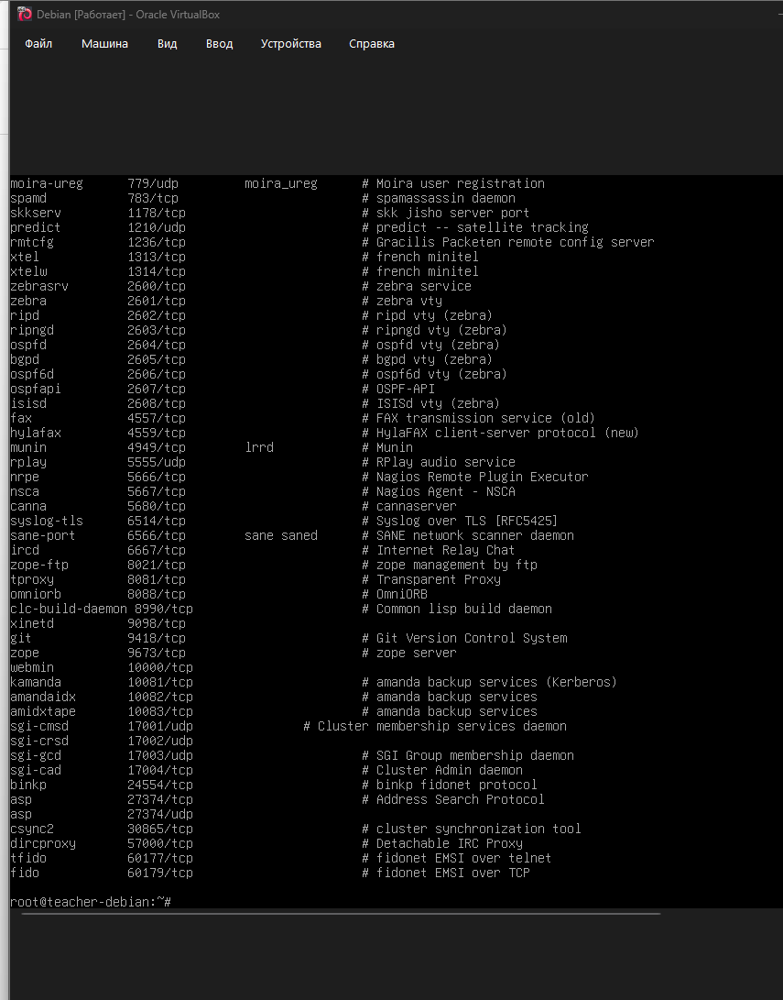 Debian [Работает] - Oracle VirtualBox
Файл Машина Вид Ввод Устройства Справка
moira-ureg 779/udp moira_ureg # Moira user registration
spamd 783/tcp # spamassassin daemon
skkserv 1178/tcp # skk jisho server port
predict 1210/udp # predict -- satellite tracking
rmtcfg 1236/tcp # Gracilis Packeten remote config server
xtel 1313/tcp # french minitel
xtelw 1314/tcp # french minitel
zebrasrv 2600/tcp # zebra service
zebra 2601/tcp # zebra vty
ripd 2602/tcp # ripd vty (zebra)
ripngd 2603/tcp # ripngd vty (zebra)
ospfd 2604/tcp # ospfd vty (zebra)
bgpd 2605/tcp # bgpd vty (zebra)
ospf6d 2606/tcp # ospf6d vty (zebra)
ospfapi 2607/tcp # OSPF-API
isisd 2608/tcp # ISISd vty (zebra)
fax 4557/tcp # FAX transmission service (old)
hylafax 4559/tcp # HylaFAX client-server protocol (new)
munin 4949/tcp lrrd # Munin
rplay 5555/udp # RPlay audio service
nrpe 5666/tcp # Nagios Remote Plugin Executor
nsca 5667/tcp # Nagios Agent - NSCA
canna 5680/tcp # cannaserver
syslog-tls 6514/tcp # Syslog over TLS [RFC5425]
sane-port 6566/tcp sane saned # SANE network scanner daemon
ircd 6667/tcp # Internet Relay Chat
zope-ftp 8021/tcp # zope management by ftp
tproxy 8081/tcp # Transparent Proxy
omniorb 8088/tcp # OmniORB
clc-build-daemon 8990/tcp # Common lisp build daemon
xinetd 9098/tcp
git 9418/tcp # Git Version Control System
zope 9673/tcp # zope server
webmin 10000/tcp
kamanda 10081/tcp # amanda backup services (Kerberos)
amandaidx 10082/tcp # amanda backup services
amidxtape 10083/tcp # amanda backup services
sgi-cmsd 17001/udp # Cluster membership services daemon
sgi-crsd 17002/udp
sgi-gcd 17003/udp # SGI Group membership daemon
sgi-cad 17004/tcp # Cluster Admin daemon
binkp 24554/tcp # binkp fidonet protocol
asp 27374/tcp # Address Search Protocol
asp 27374/udp
csync2 30865/tcp # cluster synchronization tool
dircproxy 57000/tcp # Detachable IRC Proxy
tfido 60177/tcp # fidonet EMSI over telnet
fido 60179/tcp # fidonet EMSI over TCP
root@teacher-debian:~#